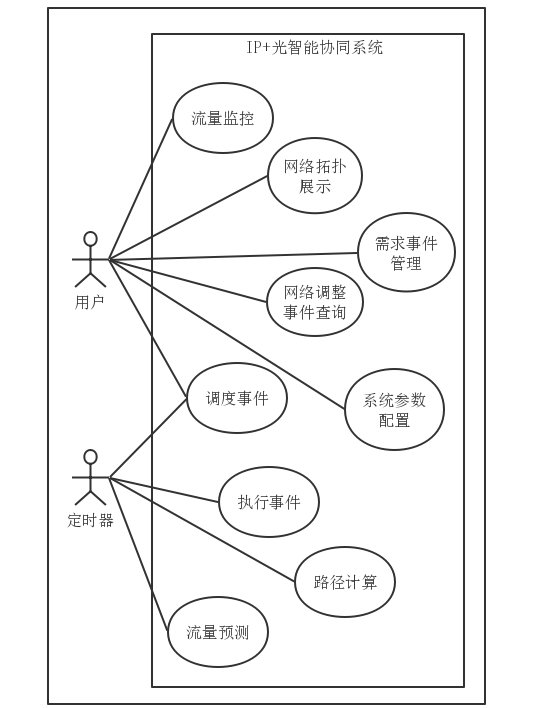 IP+光智能协同系统
流量监控
网络拓扑
展示
需求事件
管理
用户
网络调整
事件查询
调度事件
系统参数
配置
执行事件
定时器
路径计算
流量预测